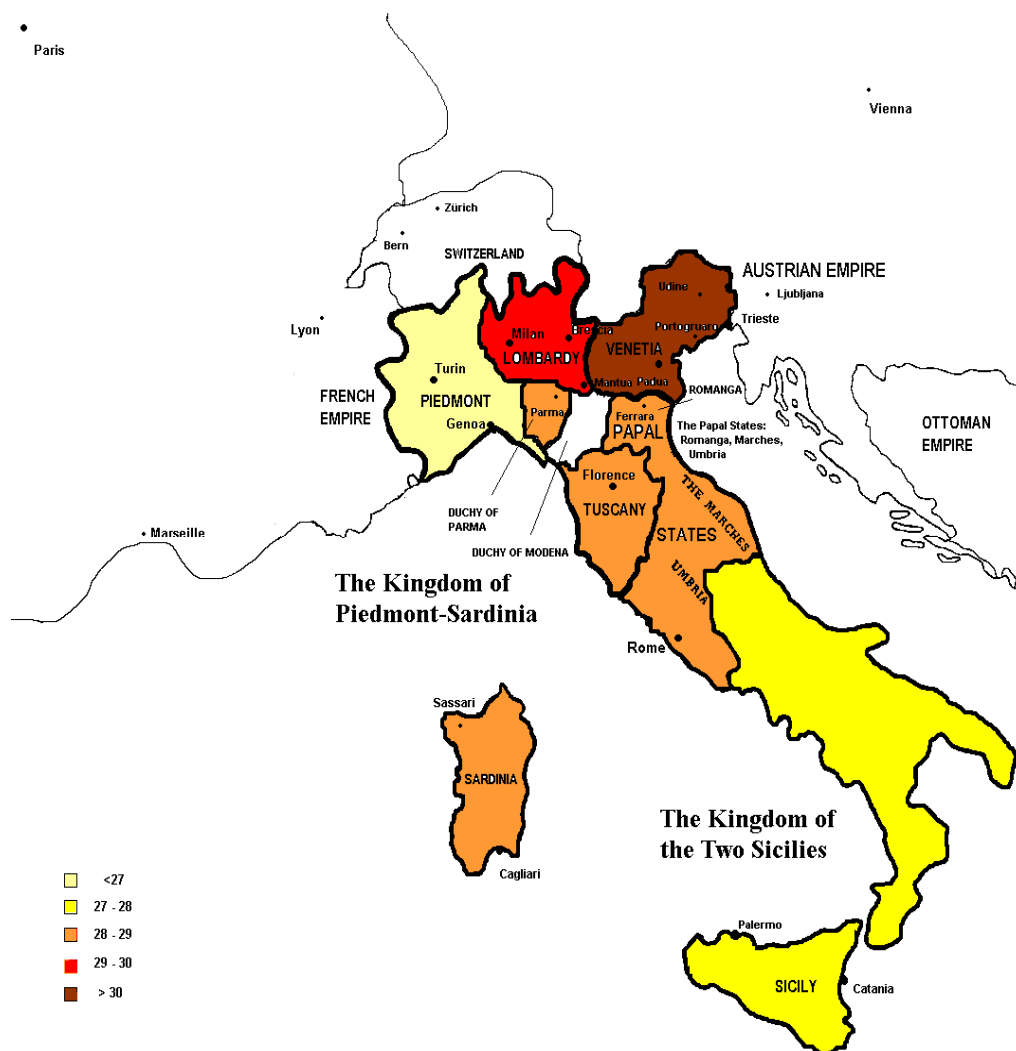 Paris
Vienna
Zürich
Bern
SWITZERLAND
AUSTRIAN EMPIRE
Udine
Ljubljana
Lyon
Portogruaro
Trieste
Milan
Brescia
VENETIA
LOMBARDY
Turin
Mantua
Padua
FRENCH
EMPIRE
PIEDMONT
Parma
ROMANGA
Ferrara
Genoa
PAPAL
The Papal States:
Romanga, Marches,
Umbria
OTTOMAN
EMPIRE
Florence
THE MARCHES
DUCHY OF
PARMA
TUSCANY
Marseille
STATES
DUCHY OF MODENA
UMBRIA
The Kingdom of
Piedmont-Sardinia
Rome
Sassari
SARDINIA
The Kingdom of
the Two Sicilies
Cagliari
<27
27 - 28
28 - 29
29 - 30
> 30
Palermo
SICILY
Catania